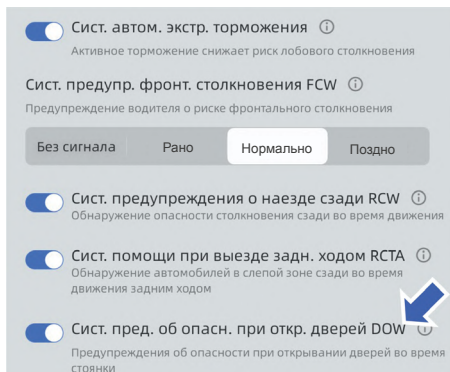 Сист. автом. экстр. торможения
Активное торможение снижает риск лобового столкновения
Сист. предупр. фронт. столкновения FCW
Предупреждение водителя о риске фронтального столкновения
Без сигнала Рано Нормально Поздно
Сист. предупреждения о наезде сзади RCW
Обнаружение опасности столкновения сзади во время движения
Сист. помощи при выезде задн. ходом RCTA
Обнаружение автомобилей в слепой зоне сзади во время
движения задним ходом
Сист. пред. об опасн. при откр. дверей DOW
Предупреждения об опасности при открывании дверей во время
стоянки